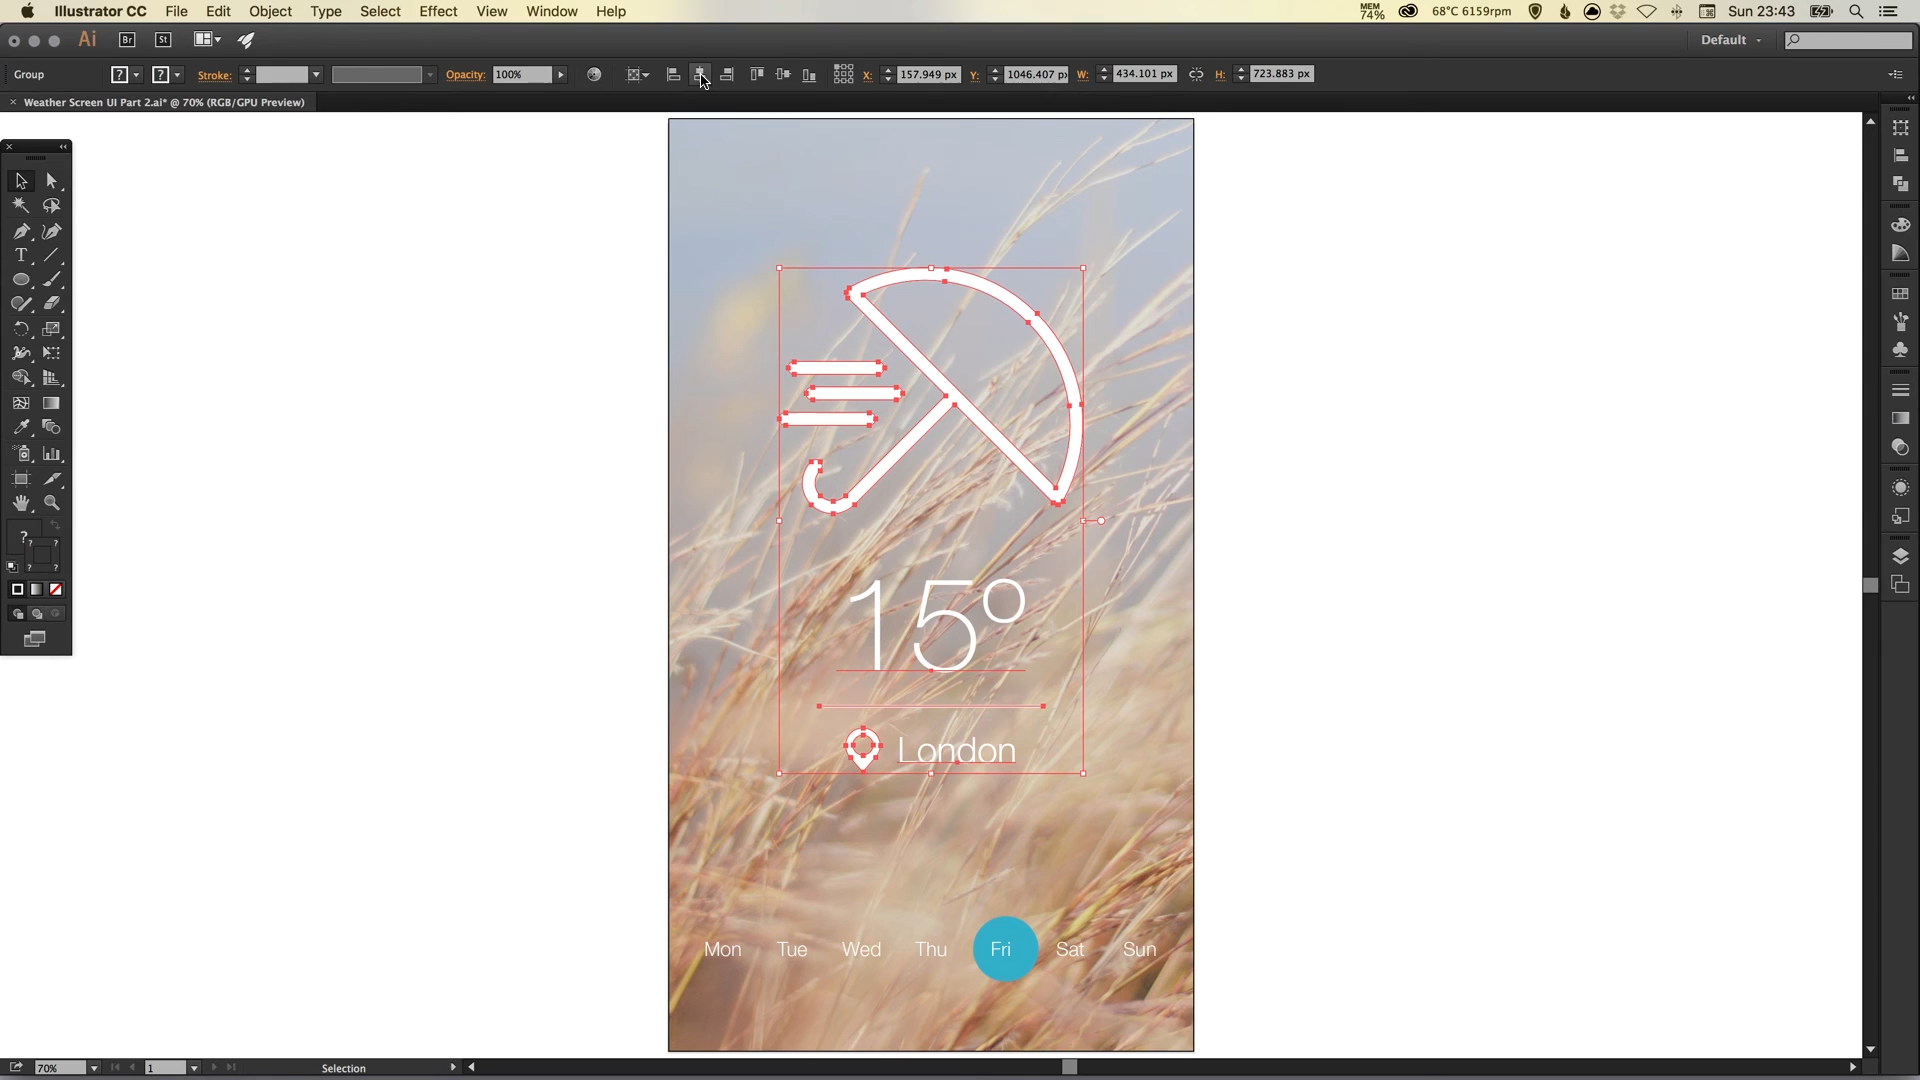 Illustrator CC File Edit Object Type Select Effect View Window Help
MEM 74% 68°C 6159rpm Sun 23:43
Ai Br St Default
Group ? ? Stroke: Opacity: 100% X: 157.949 px Y: 1046.407 px W: 434.101 px H: 723.883 px
× Weather Screen UI Part 2.ai* @ 70% (RGB/GPU Preview)
T
?
? ?
? ?
15°
London
Mon Tue Wed Thu Fri Sat Sun
70% 1 Selection